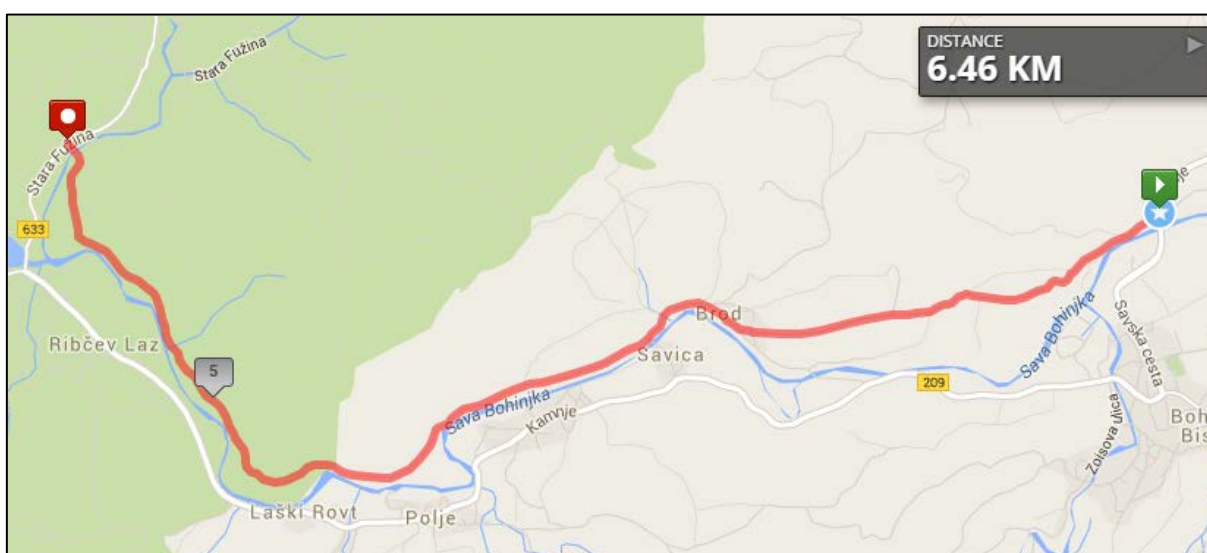 DISTANCE
6.46 KM
Stara Fužina
Stara Fužina
633
Ribčev Laz
5
Brod
Savica
Sava Bohinjka
Sava Bohinjka
Savska cesta
209
Kamnje
Zoisova Ulica
Boh
Bis
Laški Rovt
Polje